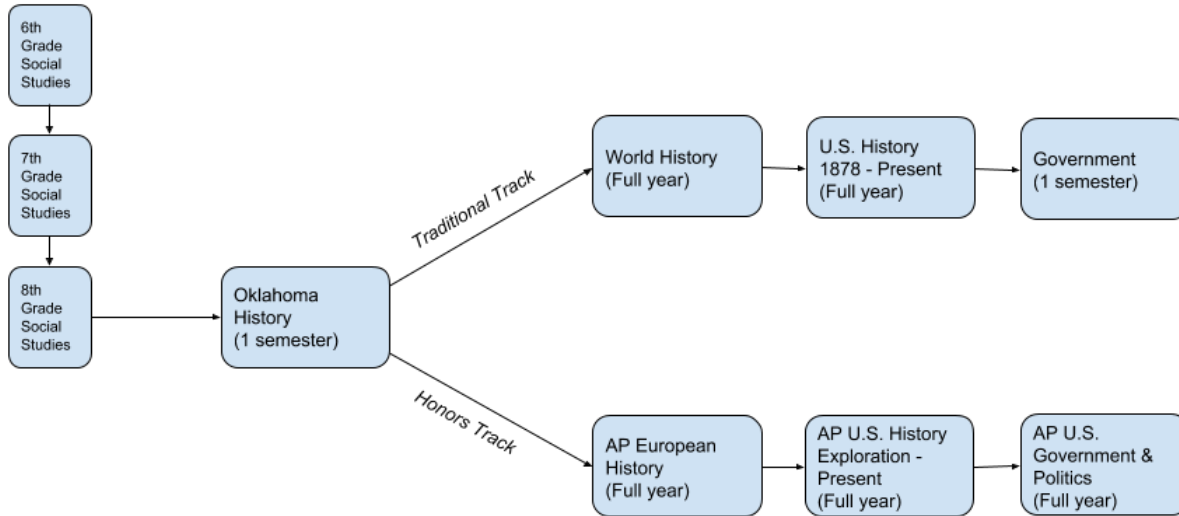 6th
Grade
Social
Studies
7th
Grade
Social
Studies
8th
Grade
Social
Studies
Oklahoma
History
(1 semester)
Traditional Track
World History
(Full year)
U.S. History
1878 - Present
(Full year)
Government
(1 semester)
Honors Track
AP European
History
(Full year)
AP U.S. History
Exploration -
Present
(Full year)
AP U.S.
Government &
Politics
(Full year)